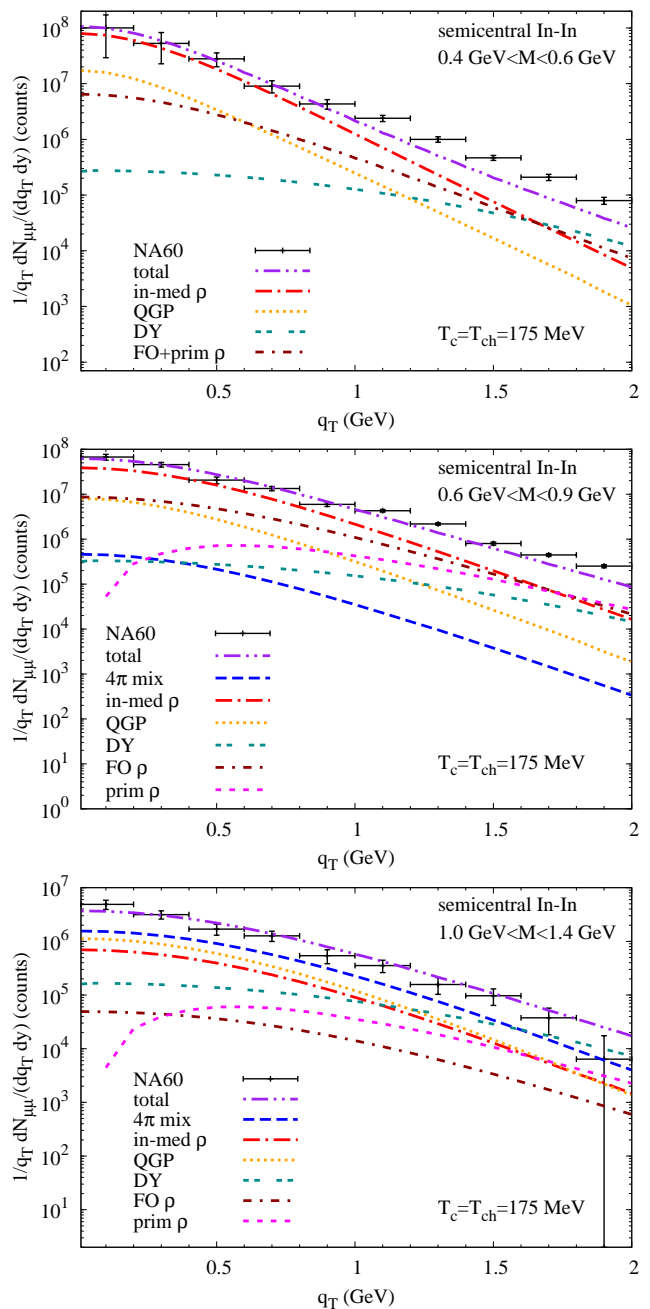 semicentral In-In
0.4 GeV<M<0.6 GeV
10^8
10^7
10^6
10^5
10^4
10^3
10^2
1/q_T dN_μμ/(dq_T dy) (counts)
NA60
total
in-med ρ
QGP
DY
FO+prim ρ
T_c=T_ch=175 MeV
0.5 1 1.5 2
q_T (GeV)
semicentral In-In
0.6 GeV<M<0.9 GeV
10^8
10^7
10^6
10^5
10^4
10^3
10^2
10^1
10^0
1/q_T dN_μμ/(dq_T dy) (counts)
NA60
total
4π mix
in-med ρ
QGP
DY
FO ρ
prim ρ
T_c=T_ch=175 MeV
0.5 1 1.5 2
q_T (GeV)
semicentral In-In
1.0 GeV<M<1.4 GeV
10^7
10^6
10^5
10^4
10^3
10^2
10^1
1/q_T dN_μμ/(dq_T dy) (counts)
NA60
total
4π mix
in-med ρ
QGP
DY
FO ρ
prim ρ
T_c=T_ch=175 MeV
0.5 1 1.5 2
q_T (GeV)